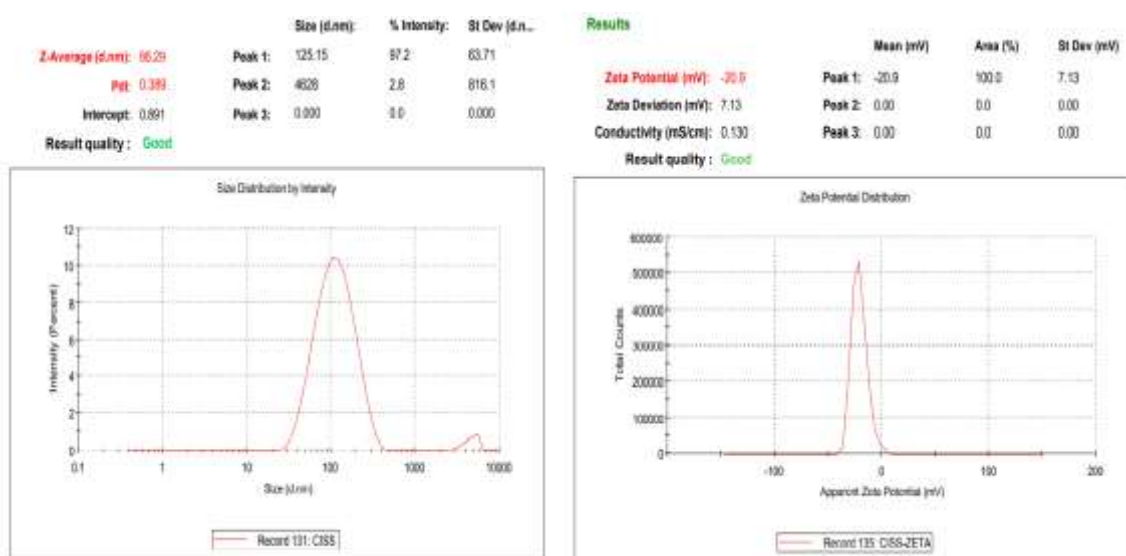 Size (d.nm): % Intensity: St Dev (d.n...
Z-Average (d.nm): 86.29 Peak 1: 125.15 97.2 63.71
PdI: 0.389 Peak 2: 4628 2.8 816.1
Intercept: 0.891 Peak 3: 0.000 0.0 0.000
Result quality : Good
Size Distribution by Intensity
Intensity (Percent)
12
10
8
6
4
2
0
0.1 1 10 100 1000 10000
Size (d.nm)
Record 131: CISS
Results
Mean (mV) Area (%) St Dev (mV)
Zeta Potential (mV): -20.9 Peak 1: -20.9 100.0 7.13
Zeta Deviation (mV): 7.13 Peak 2: 0.00 0.0 0.00
Conductivity (mS/cm): 0.130 Peak 3: 0.00 0.0 0.00
Result quality : Good
Zeta Potential Distribution
Total Counts
600000
500000
400000
300000
200000
100000
0
-100 0 100 200
Apparent Zeta Potential (mV)
Record 135: CISS-ZETA